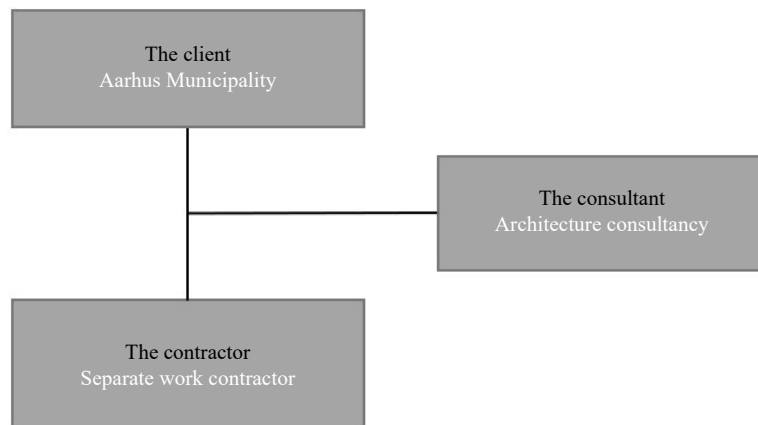 The client
Aarhus Municipality
The consultant
Architecture consultancy
The contractor
Separate work contractor